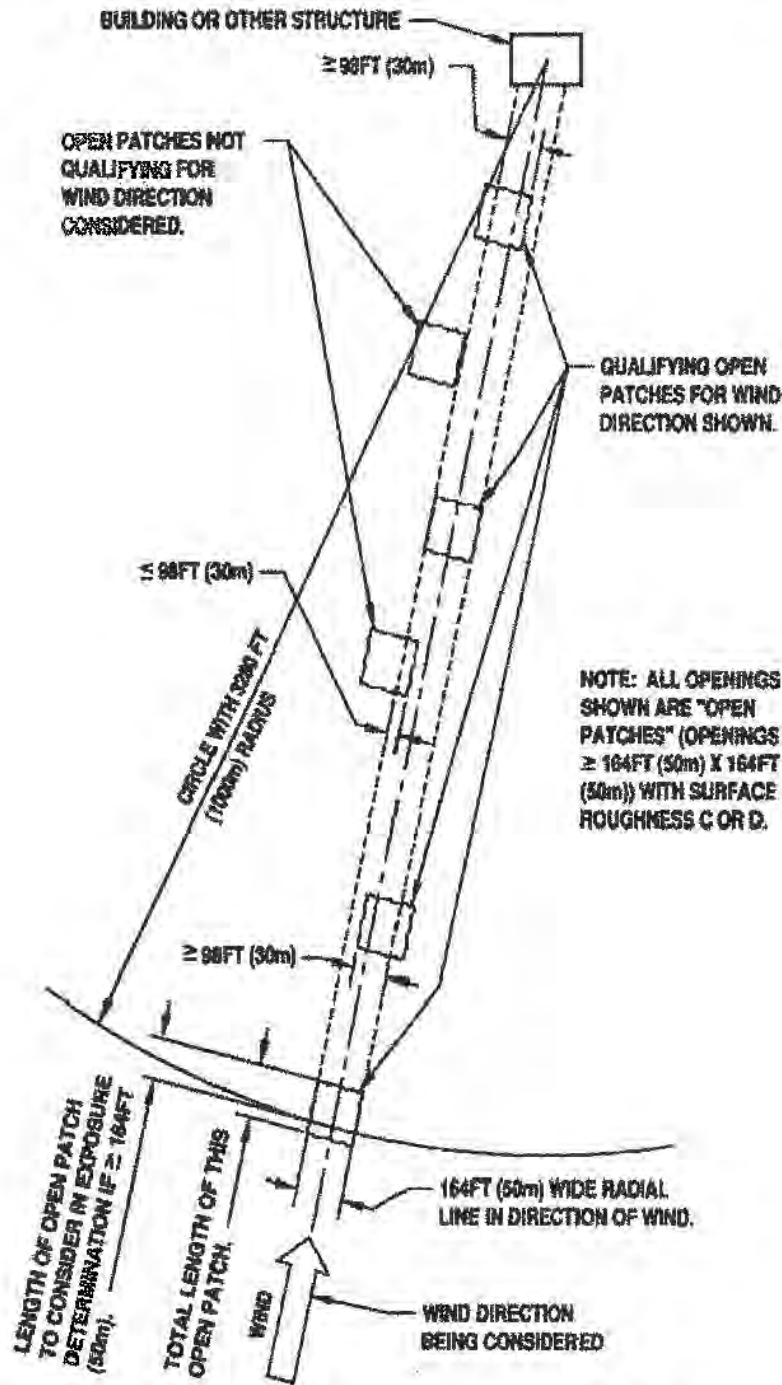 BUILDING OR OTHER STRUCTURE
≥ 98FT (30m)
OPEN PATCHES NOT
QUALIFYING FOR
WIND DIRECTION
CONSIDERED.
QUALIFYING OPEN
PATCHES FOR WIND
DIRECTION SHOWN.
≤ 98FT (30m)
CIRCLE WITH 3280 FT
(1000m) RADIUS
NOTE: ALL OPENINGS
SHOWN ARE "OPEN
PATCHES" (OPENINGS
≥ 164FT (50m) X 164FT
(50m)) WITH SURFACE
ROUGHNESS C OR D.
≥ 98FT (30m)
LENGTH OF OPEN PATCH
TO CONSIDER IN EXPOSURE
DETERMINATION IF ≥ 164FT
(50m).
TOTAL LENGTH OF THIS
OPEN PATCH.
164FT (50m) WIDE RADIAL
LINE IN DIRECTION OF WIND.
WIND
WIND DIRECTION
BEING CONSIDERED